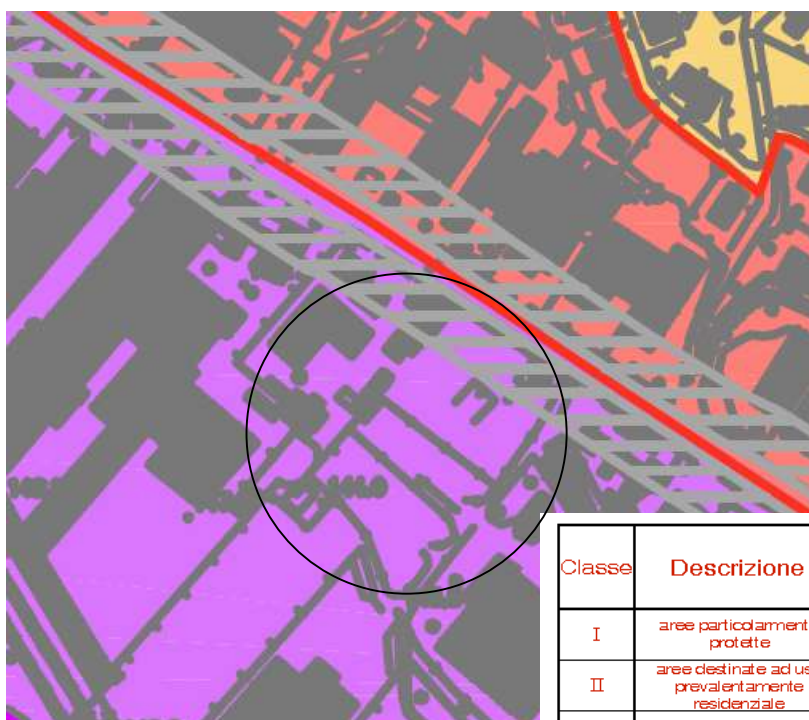 Classe Descrizione
I aree particolarment
protette
II aree destinate ad us
prevalentamente
residenziale